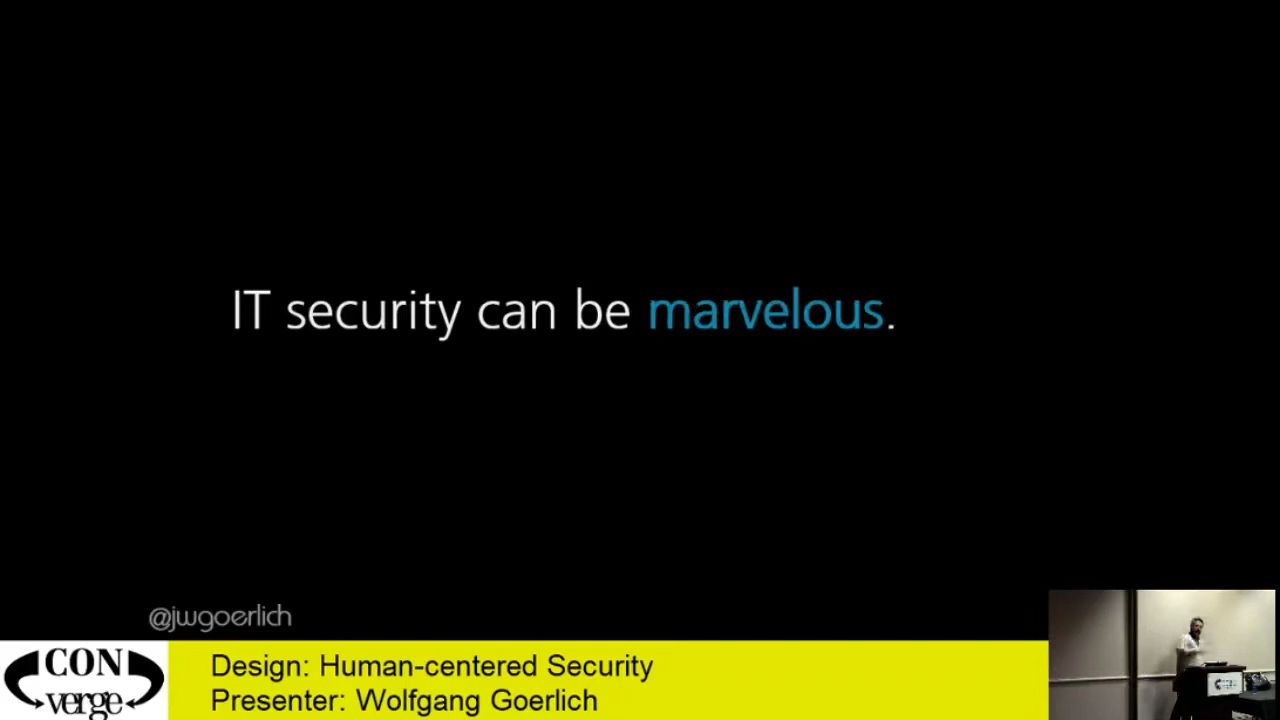 IT security can be marvelous.
@jwgoerlich
CON
verge
Design: Human-centered Security
Presenter: Wolfgang Goerlich